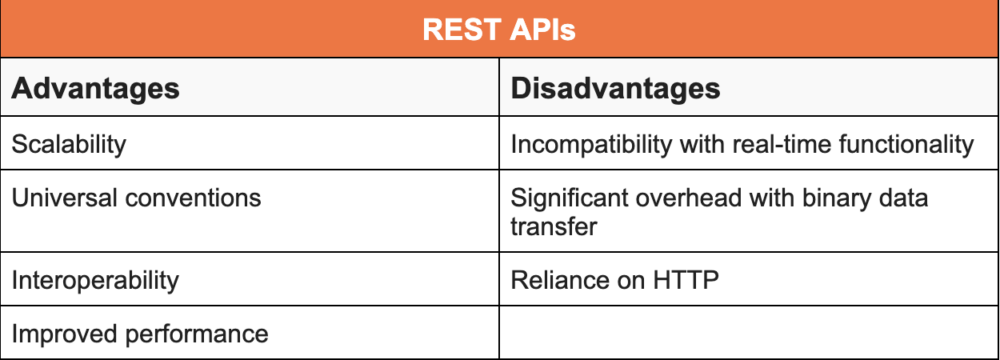 REST APIs
Advantages
Disadvantages
Scalability
Incompatibility with real-time functionality
Universal conventions
Significant overhead with binary data
transfer
Interoperability
Reliance on HTTP
Improved performance